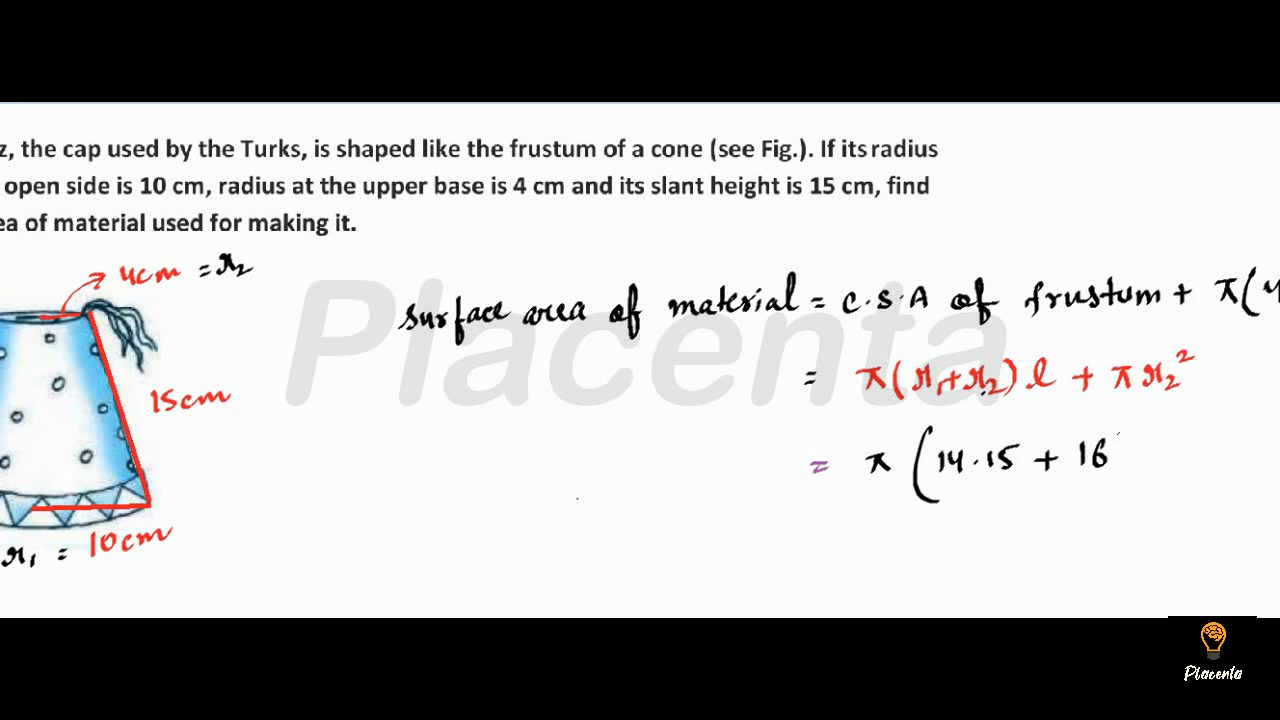 z, the cap used by the Turks, is shaped like the frustum of a cone (see Fig.). If its radius
open side is 10 cm, radius at the upper base is 4 cm and its slant height is 15 cm, find
ea of material used for making it.
4cm = r₂
surface area of material = C.S.A of frustum + π(4
= π(r₁+r₂) l + π r₂²
15cm
= π (14.15 + 16
r₁ = 10cm
Placenta
Placenta